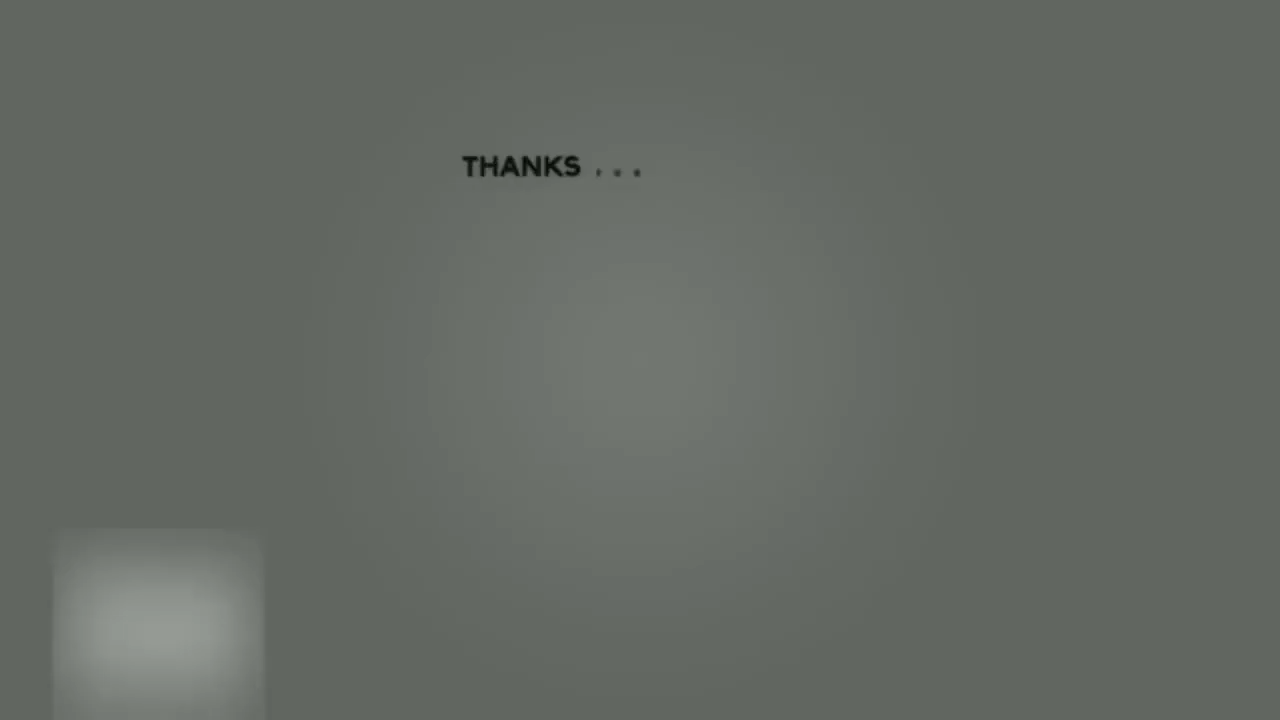 THANKS . . .